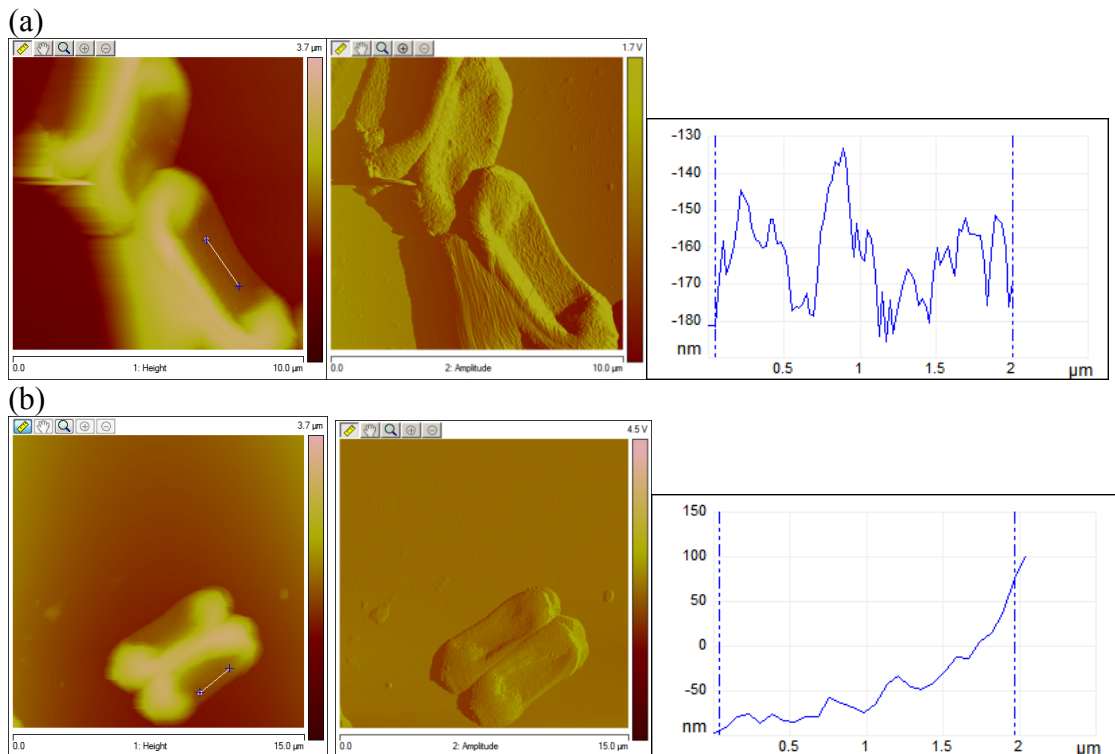 (a)
3.7 µm
1.7 V
0.0 1: Height 10.0 µm
0.0 2: Amplitude 10.0 µm
-130
-140
-150
-160
-170
-180
nm
0.5 1 1.5 2 µm
(b)
3.7 µm
4.5 V
0.0 1: Height 15.0 µm
0.0 2: Amplitude 15.0 µm
150
100
50
0
-50
nm
0.5 1 1.5 2 µm